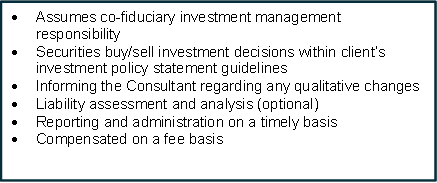 • Assumes co-fiduciary investment management
responsibility
• Securities buy/sell investment decisions within client's
investment policy statement guidelines
• Informing the Consultant regarding any qualitative changes
• Liability assessment and analysis (optional)
• Reporting and administration on a timely basis
• Compensated on a fee basis